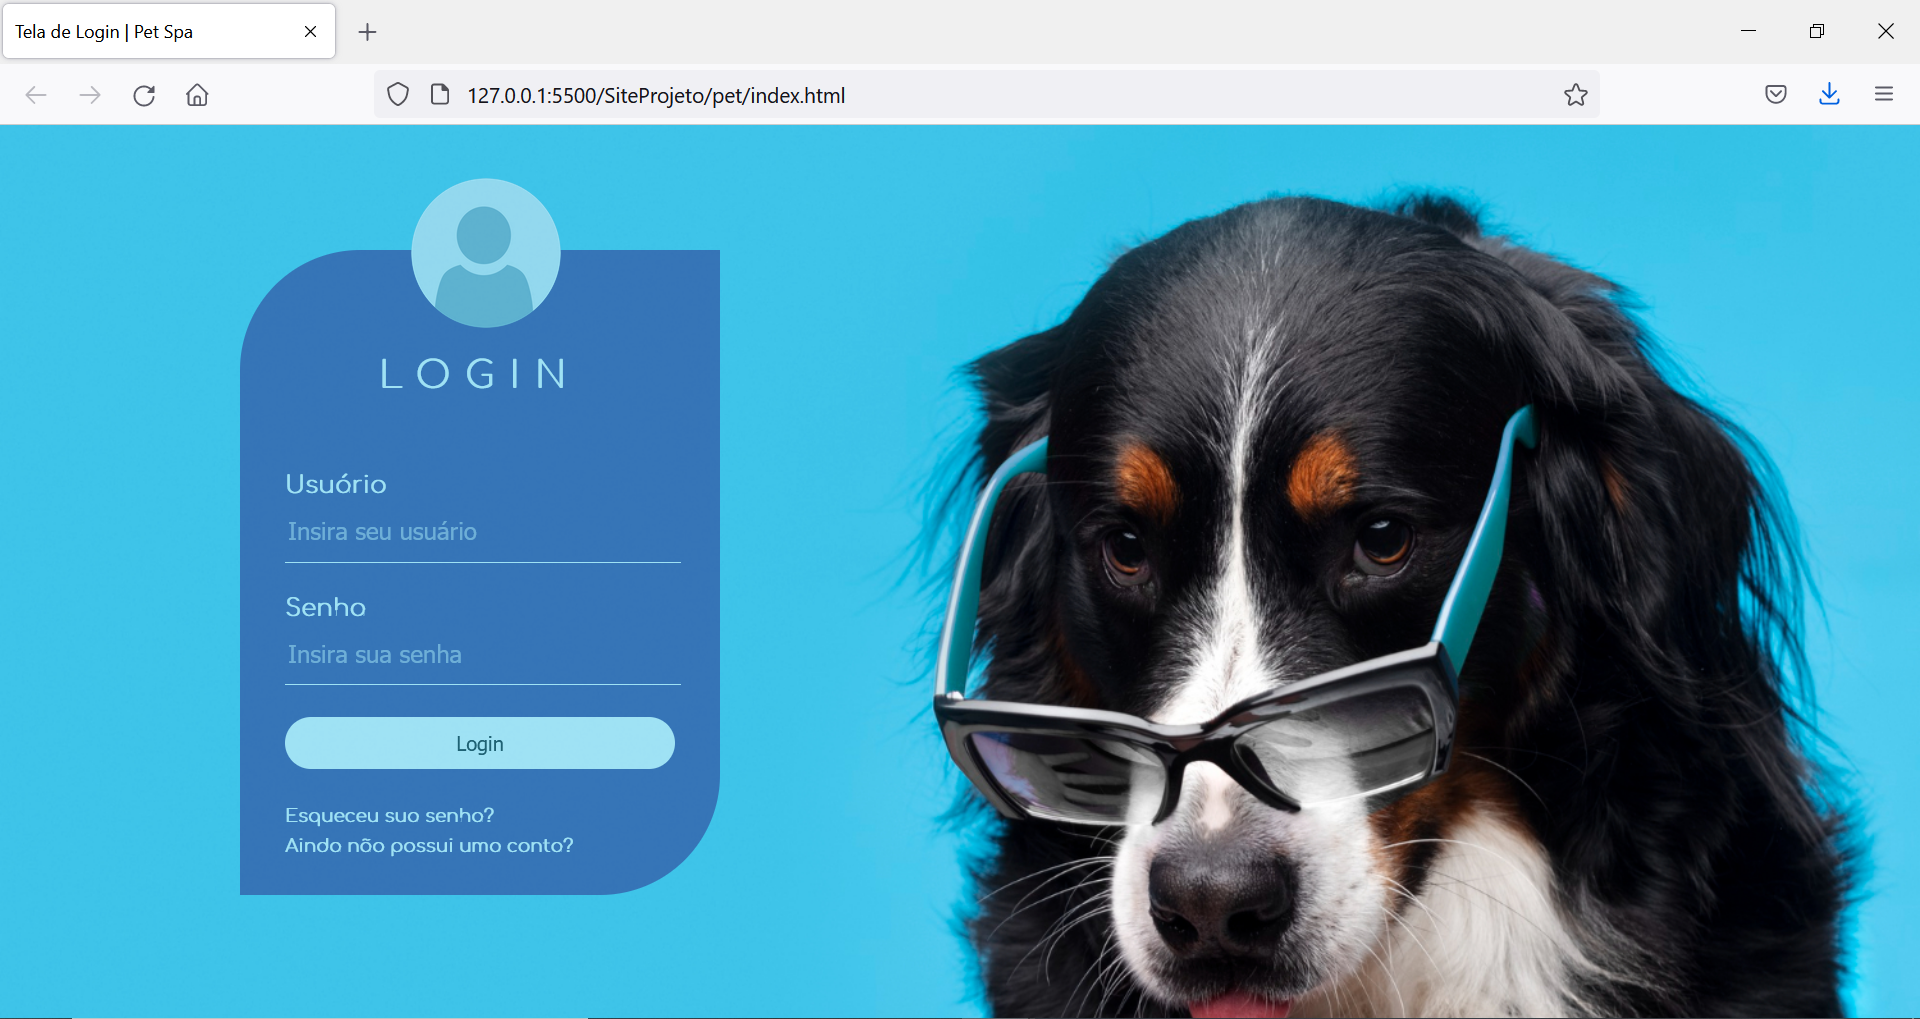 Tela de Login | Pet Spa
127.0.0.1:5500/SiteProjeto/pet/index.html
LOGIN
Usuário
Insira seu usuário
Senha
Insira sua senha
Login
Esqueceu sua senha?
Ainda não possui uma conta?